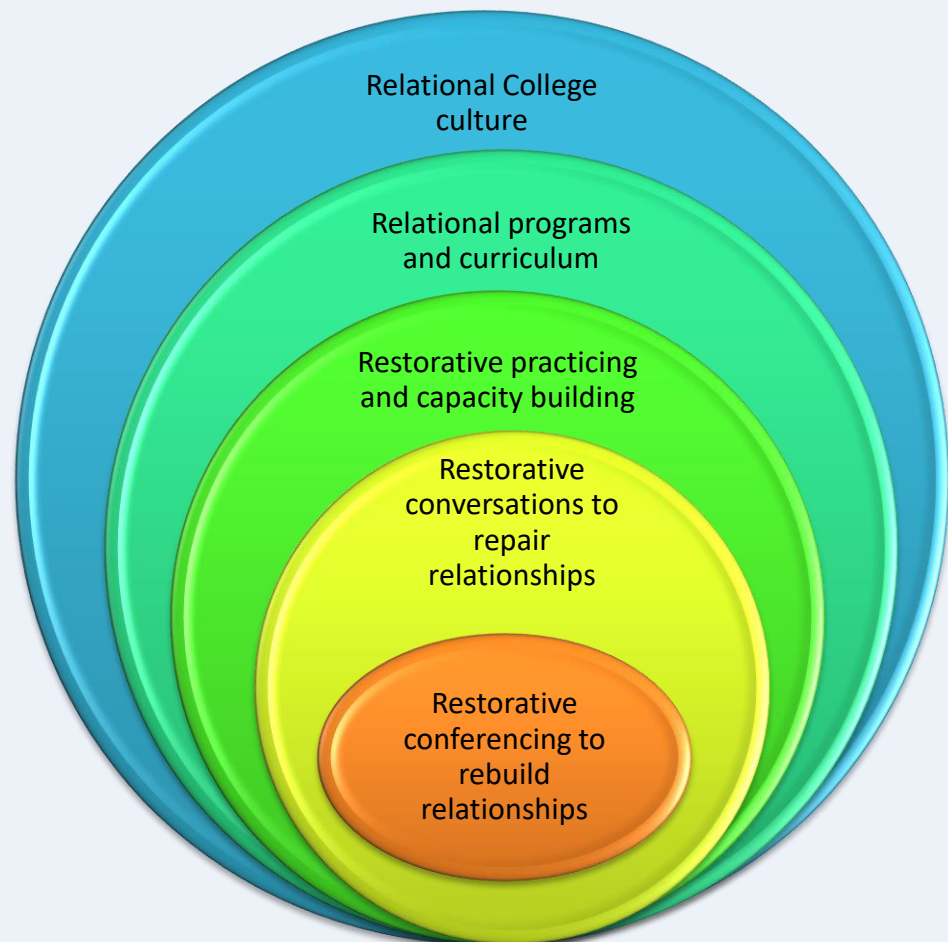 Relational College
culture
Relational programs
and curriculum
Restorative practicing
and capacity building
Restorative
conversations to
repair
relationships
Restorative
conferencing to
rebuild
relationships